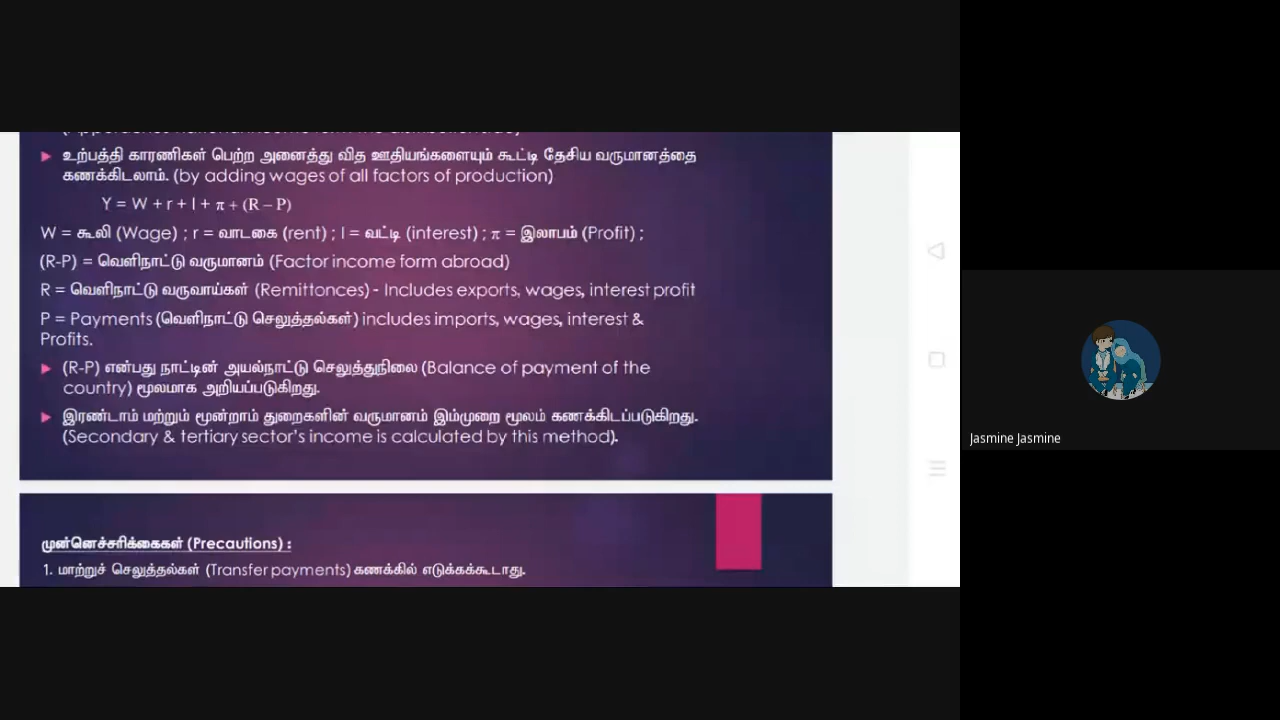 உற்பத்தி காரணிகள் பெற்ற அனைத்து வித ஊதியங்களையும் கூட்டி தேசிய வருமானத்தை
கணக்கிடலாம். (by adding wages of all factors of production)
Y = W + r + I + π + (R – P)
W = கூலி (Wage) ; r = வாடகை (rent) ; I = வட்டி (interest) ; π = இலாபம் (Profit) ;
(R-P) = வெளிநாட்டு வருமானம் (Factor income form abroad)
R = வெளிநாட்டு வருவாய்கள் (Remittonces) - Includes exports, wages, interest profit
P = Payments (வெளிநாட்டு செலுத்தல்கள்) includes imports, wages, interest &
Profits.
(R-P) என்பது நாட்டின் அயல்நாட்டு செலுத்துநிலை (Balance of payment of the
country) மூலமாக அறியப்படுகிறது.
இரண்டாம் மற்றும் மூன்றாம் துறைகளின் வருமானம் இம்முறை மூலம் கணக்கிடப்படுகிறது.
(Secondary & tertiary sector's income is calculated by this method).
முன்னெச்சரிக்கைகள் (Precautions) :
1. மாற்றுச் செலுத்தல்கள் (Transfer payments) கணக்கில் எடுக்கக்கூடாது.
Jasmine Jasmine